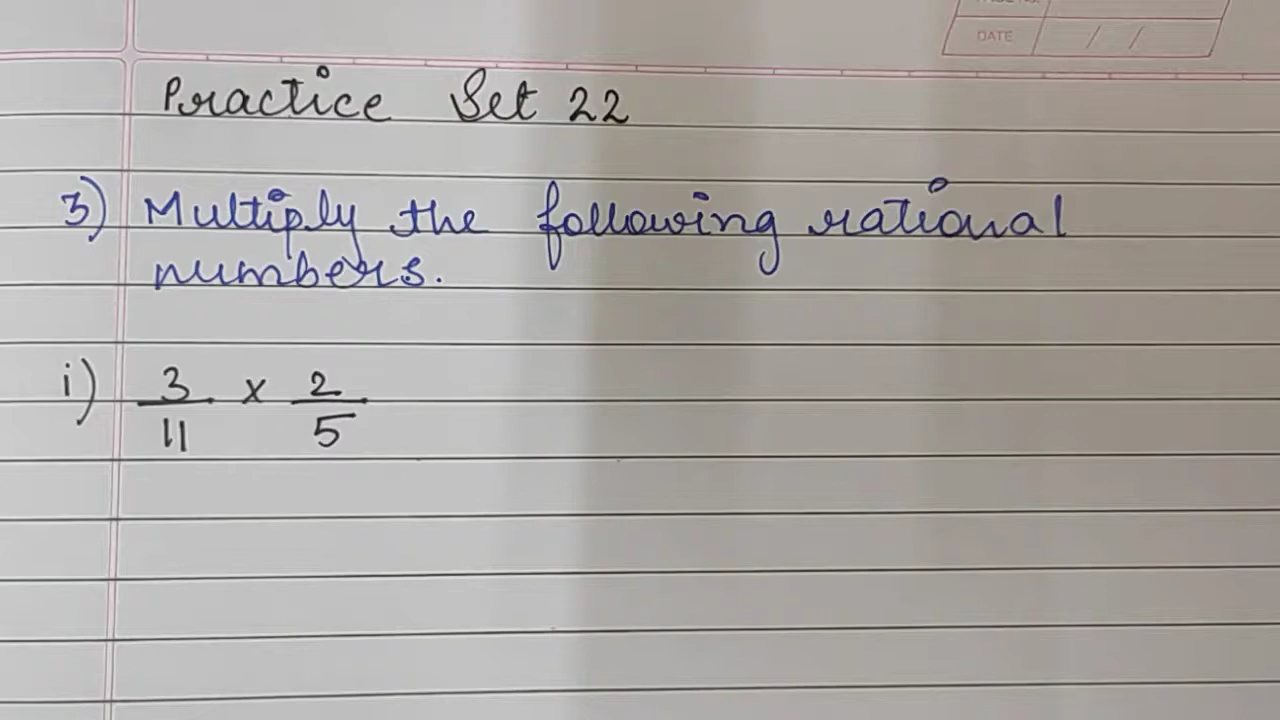 DATE / /
Practice Set 22
3) Multiply the following rational
numbers.
i) 3/11 x 2/5